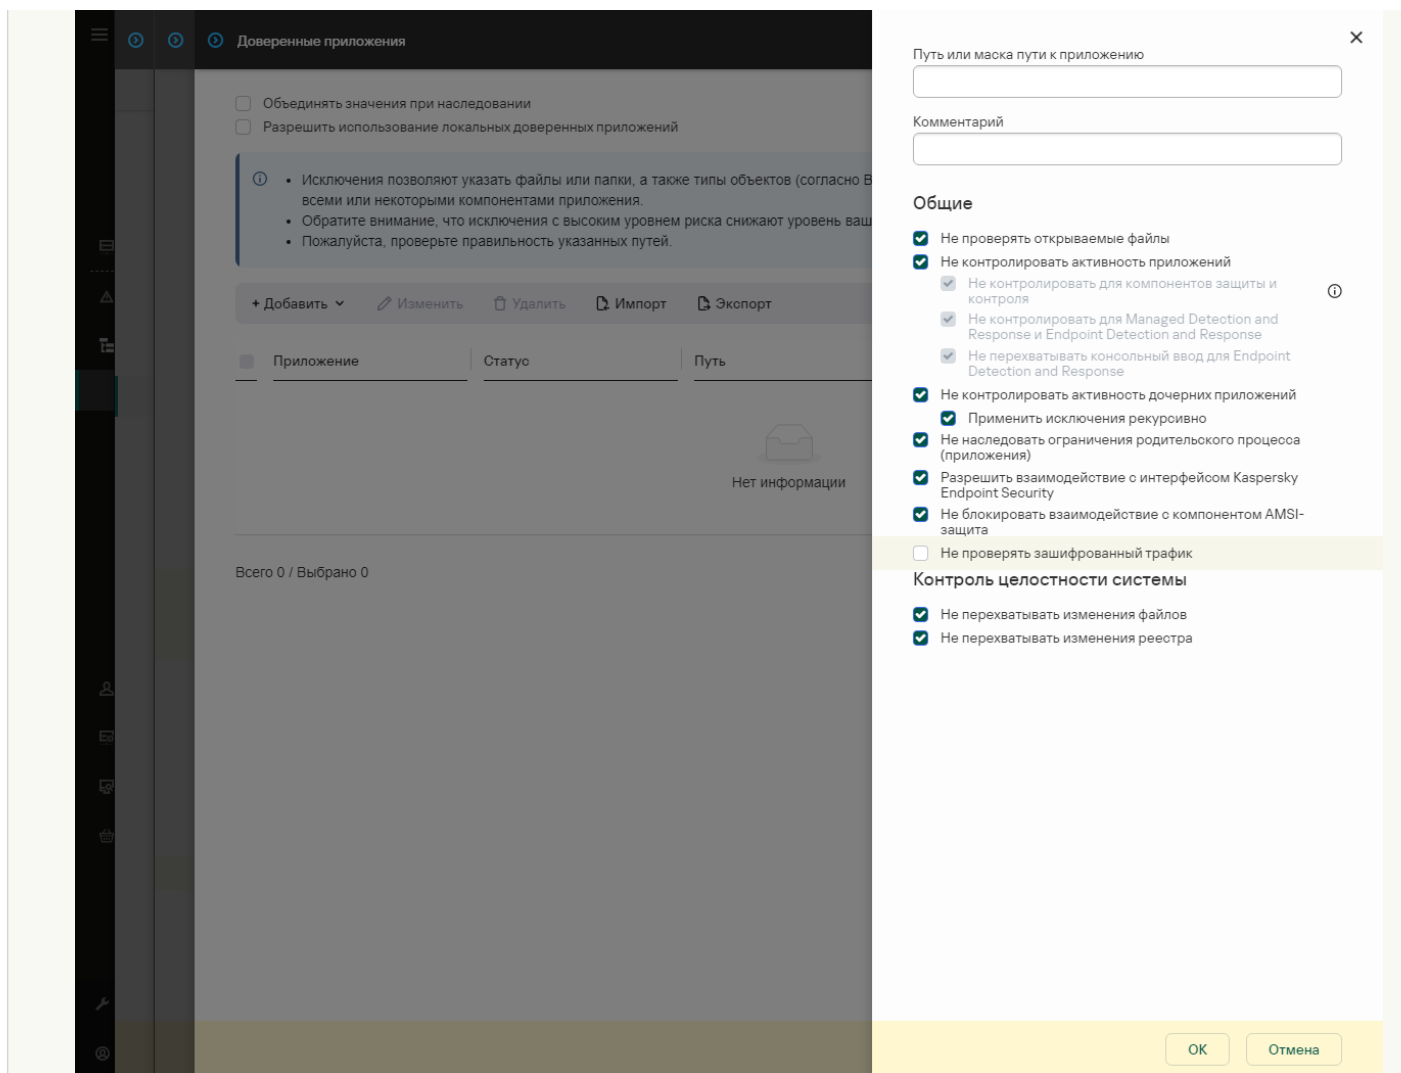 Доверенные приложения
Объединять значения при наследовании
Разрешить использование локальных доверенных приложений
• Исключения позволяют указать файлы или папки, а также типы объектов (согласно В
всеми или некоторыми компонентами приложения.
• Обратите внимание, что исключения с высоким уровнем риска снижают уровень ваш
• Пожалуйста, проверьте правильность указанных путей.
+ Добавить Изменить Удалить Импорт Экспорт
Приложение Статус Путь
Нет информации
Всего 0 / Выбрано 0
Путь или маска пути к приложению
Комментарий
Общие
Не проверять открываемые файлы
Не контролировать активность приложений
Не контролировать для компонентов защиты и
контроля
Не контролировать для Managed Detection and
Response и Endpoint Detection and Response
Не перехватывать консольный ввод для Endpoint
Detection and Response
Не контролировать активность дочерних приложений
Применить исключения рекурсивно
Не наследовать ограничения родительского процесса
(приложения)
Разрешить взаимодействие с интерфейсом Kaspersky
Endpoint Security
Не блокировать взаимодействие с компонентом AMSI-
защита
Не проверять зашифрованный трафик
Контроль целостности системы
Не перехватывать изменения файлов
Не перехватывать изменения реестра
ОК Отмена